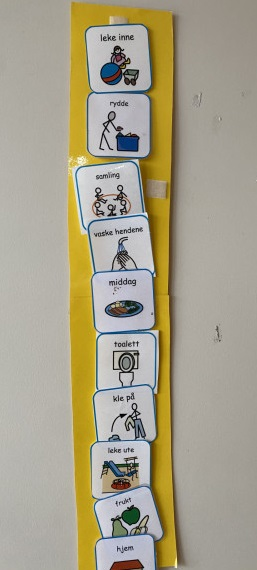 leke inne
rydde
samling
vaske hendene
middag
toalett
kle på
leke ute
frukt
hjem